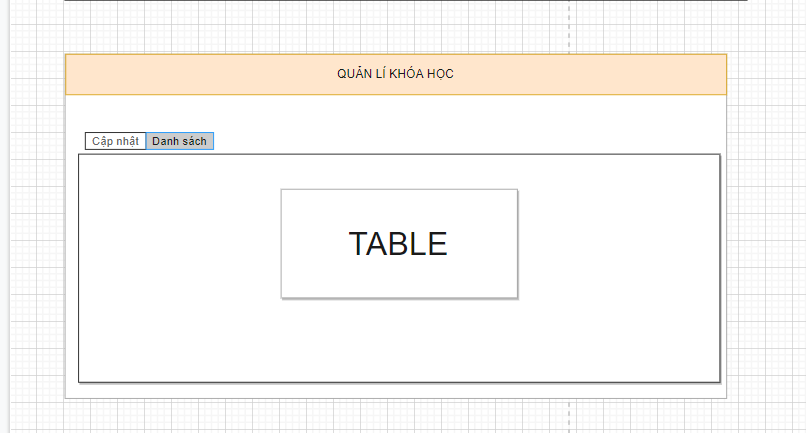 QUẢN LÍ KHÓA HỌC
Cập nhật Danh sách
TABLE